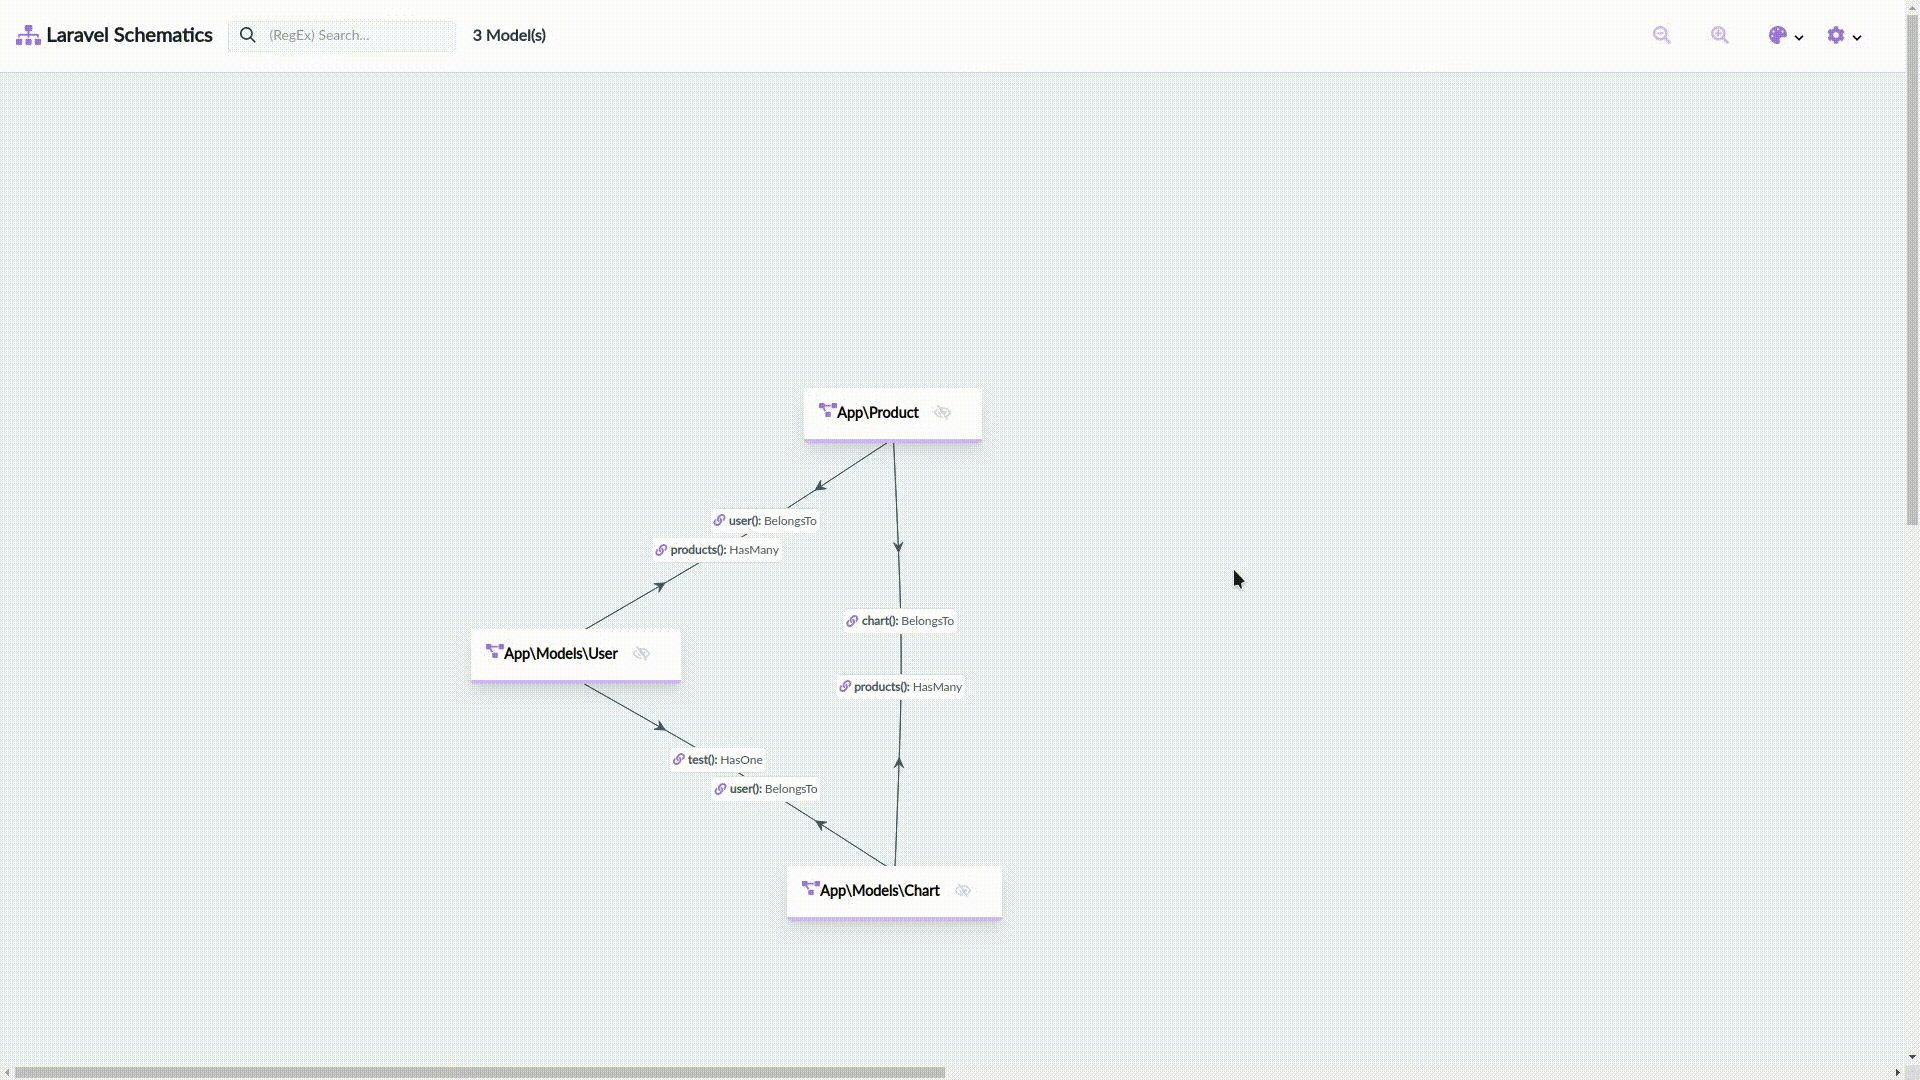 Laravel Schematics
(RegEx) Search...
3 Model(s)
App\Product
user(): BelongsTo
products(): HasMany
chart(): BelongsTo
App\Models\User
products(): HasMany
test(): HasOne
user(): BelongsTo
App\Models\Chart